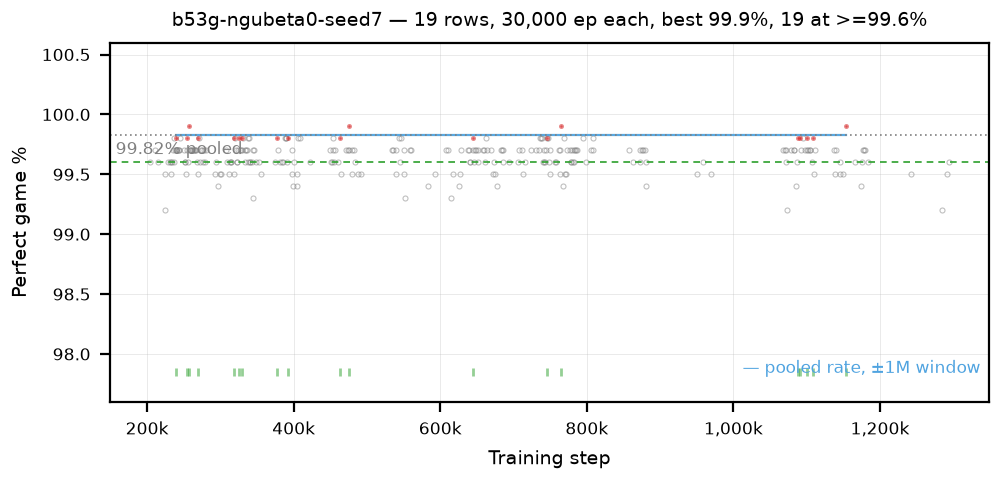 b53g-ngubeta0-seed7 — 19 rows, 30,000 ep each, best 99.9%, 19 at >=99.6%
100.5
100.0
99.82% pooled
99.5
99.0
98.5
98.0
— pooled rate, ±1M window
Perfect game %
200k
400k
600k
800k
1,000k
1,200k
Training step